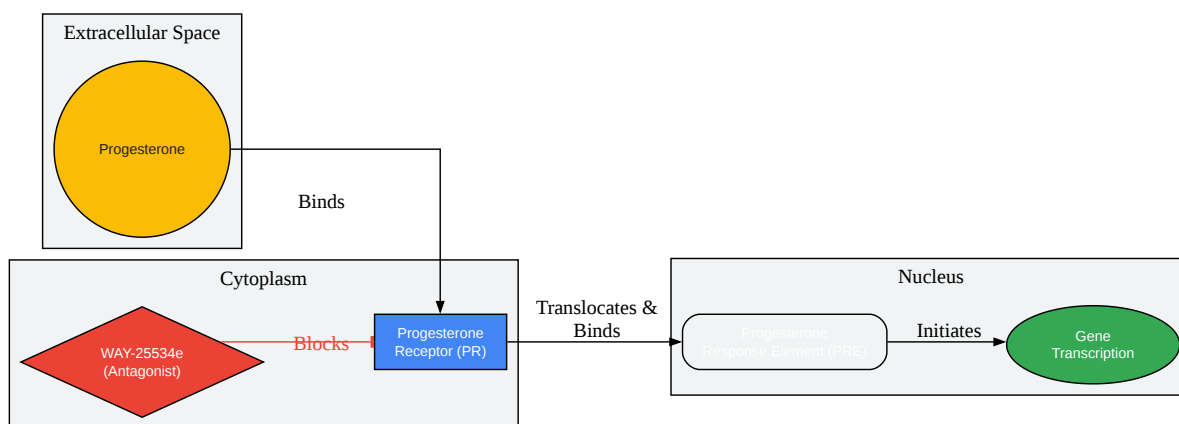 Extracellular Space
Progesterone
Binds
Cytoplasm
WAY-25534e
(Antagonist)
Blocks
Progesterone
Receptor (PR)
Translocates &
Binds
Nucleus
Progesterone
Response Element (PRE)
Initiates
Gene
Transcription